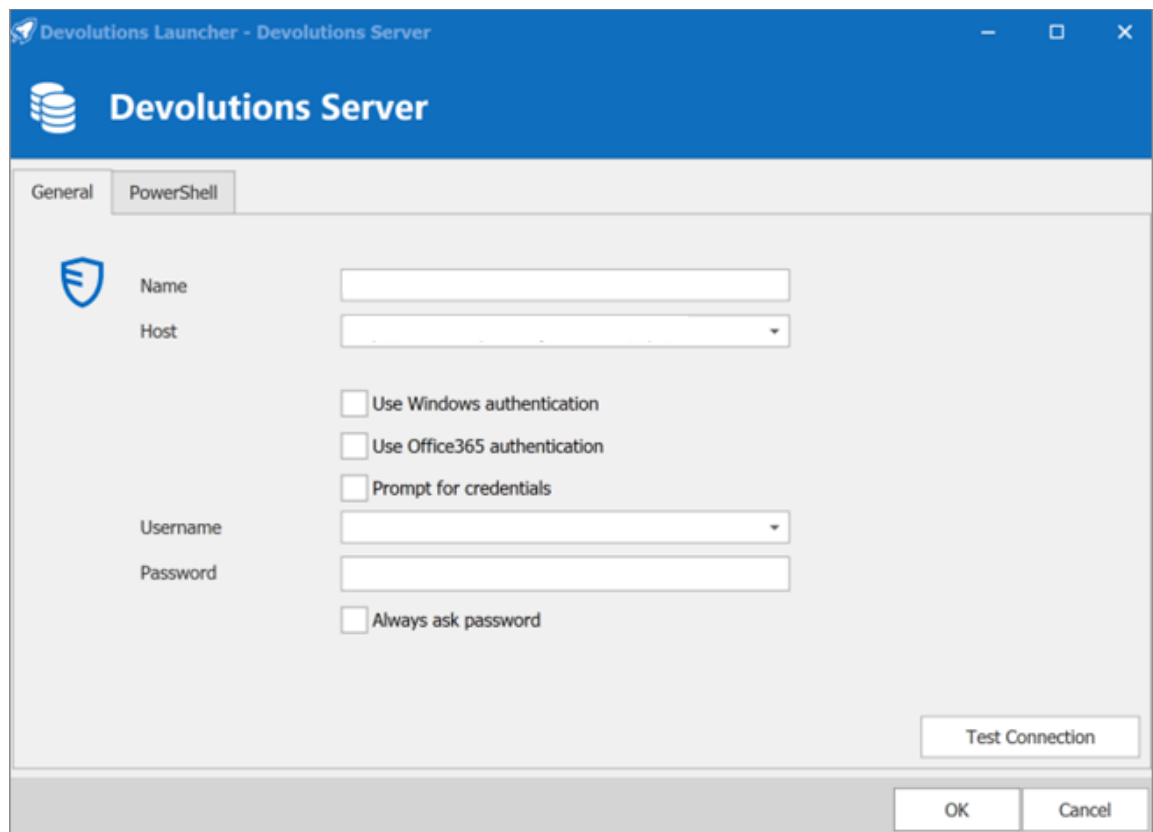 Devolutions Launcher - Devolutions Server
Devolutions Server
General PowerShell
Name
Host
Use Windows authentication
Use Office365 authentication
Prompt for credentials
Username
Password
Always ask password
Test Connection
OK Cancel